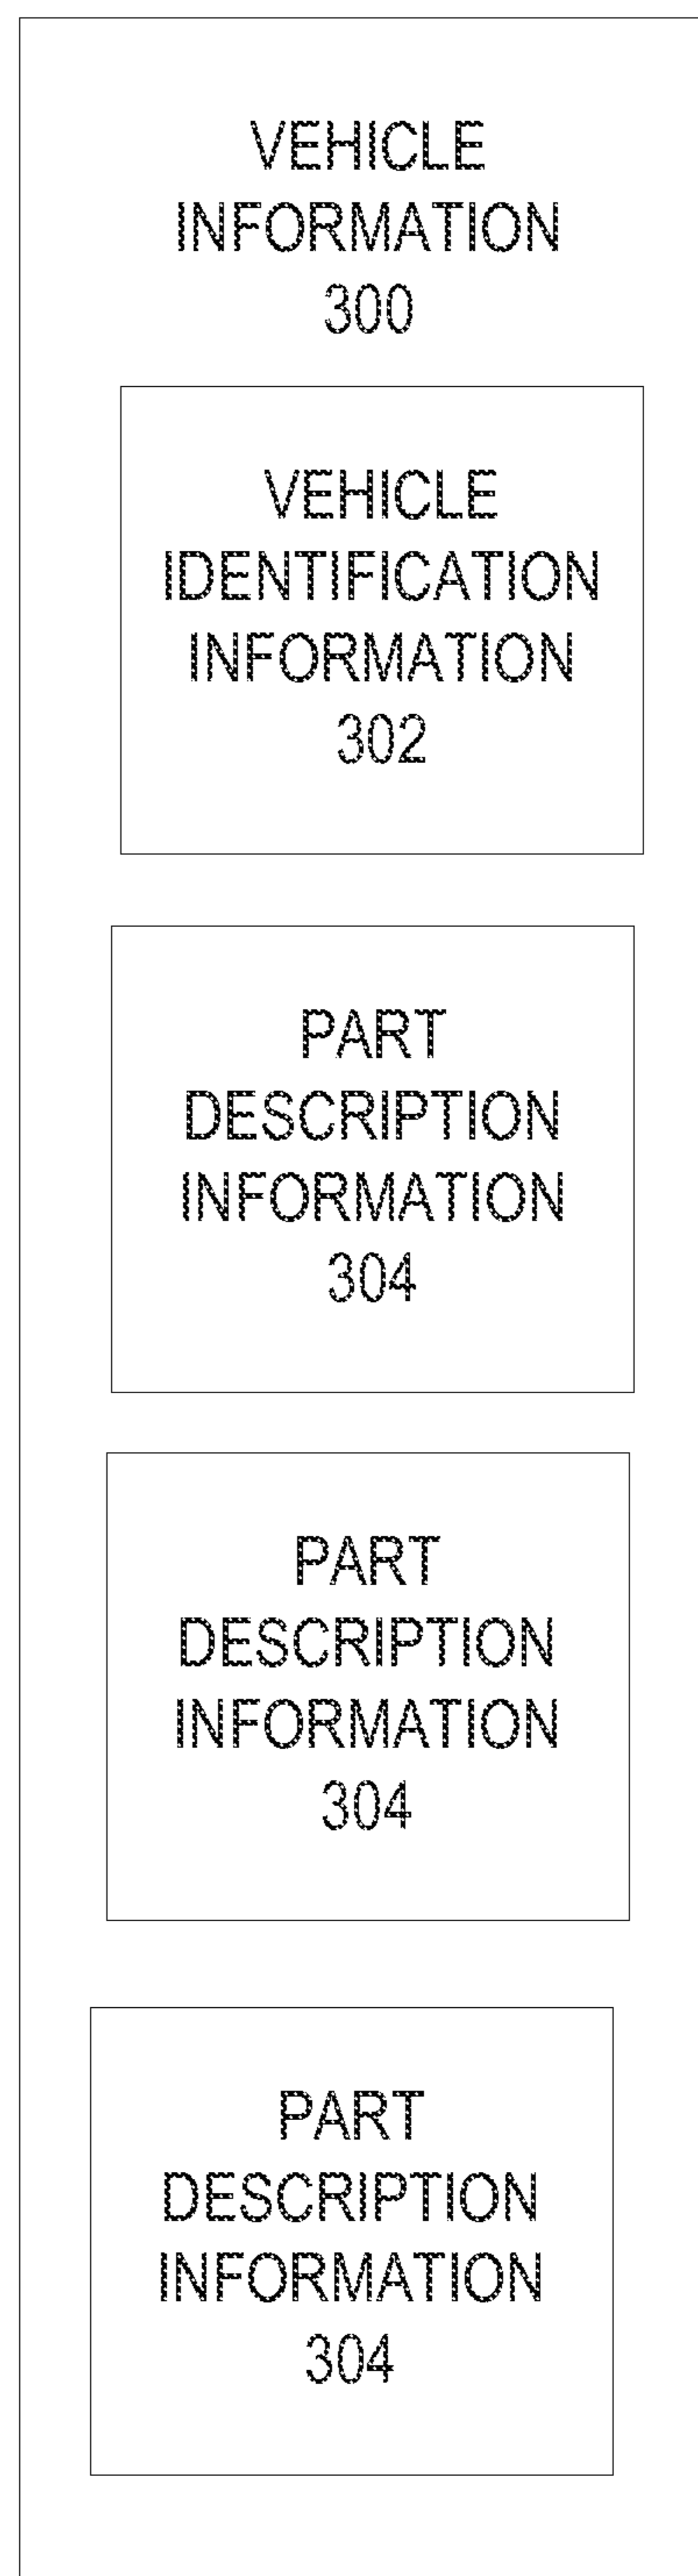 VEHICLE
INFORMATION
300
VEHICLE
IDENTIFICATION
INFORMATION
302
PART
DESCRIPTION
INFORMATION
304
PART
DESCRIPTION
INFORMATION
304
PART
DESCRIPTION
INFORMATION
304